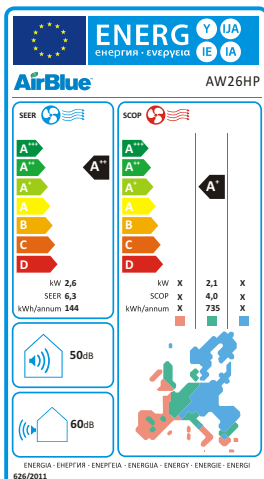 ENERG Y IJA
енергия · ενεργεια IE IA
AirBlue™ AW26HP
SEER SCOP
A+++ A+++
A++ A++ A++
A+ A+ A+
A A
B B
C C
D D
kW 2,6 kW X 2,1 X
SEER 6,3 SCOP X 4,0 X
kWh/annum 144 kWh/annum X 735 X
50dB
60dB
ENERGIA · ЕНЕРГИЯ · ΕΝΕΡΓΕΙΑ · ENERGIJA · ENERGY · ENERGIE · ENERGI
626/2011